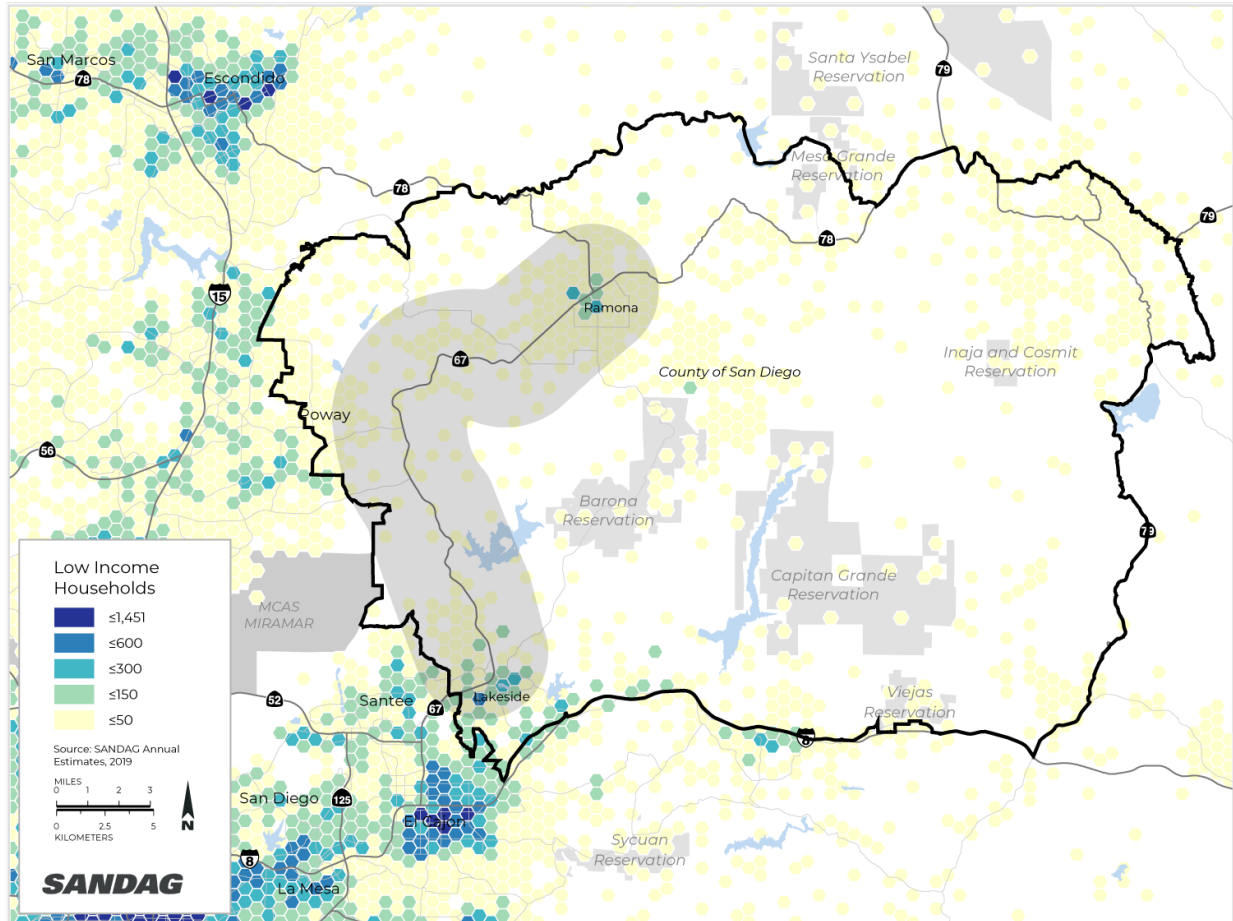 San Marcos
78
Escondido
Santa Ysabel
Reservation
79
Mesa Grande
Reservation
78
79
78
15
Ramona
67
County of San Diego
Inaja and Cosmit
Reservation
Poway
56
Barona
Reservation
79
Capitan Grande
Reservation
MCAS
MIRAMAR
Low Income
Households
≤1,451
≤600
≤300
≤150
≤50
Source: SANDAG Annual
Estimates, 2019
MILES
0 1 2 3
0 2.5 5
KILOMETERS
N
SANDAG
52
Santee
67
Lakeside
Viejas
Reservation
8
San Diego
125
El Cajon
Sycuan
Reservation
8
La Mesa